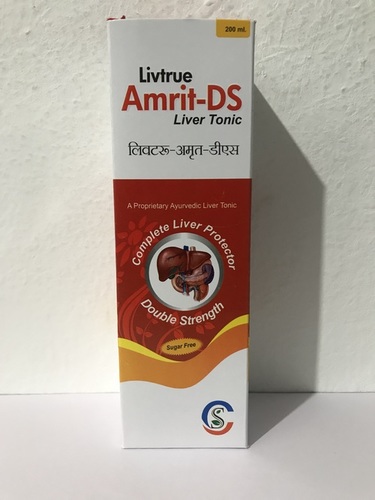 200 ml.
Livtrue
Amrit-DS
Liver Tonic
लिवटरू-अमृत-डीएस
A Proprietary Ayurvedic Liver Tonic
Complete Liver Protector
Double Strength
Sugar Free